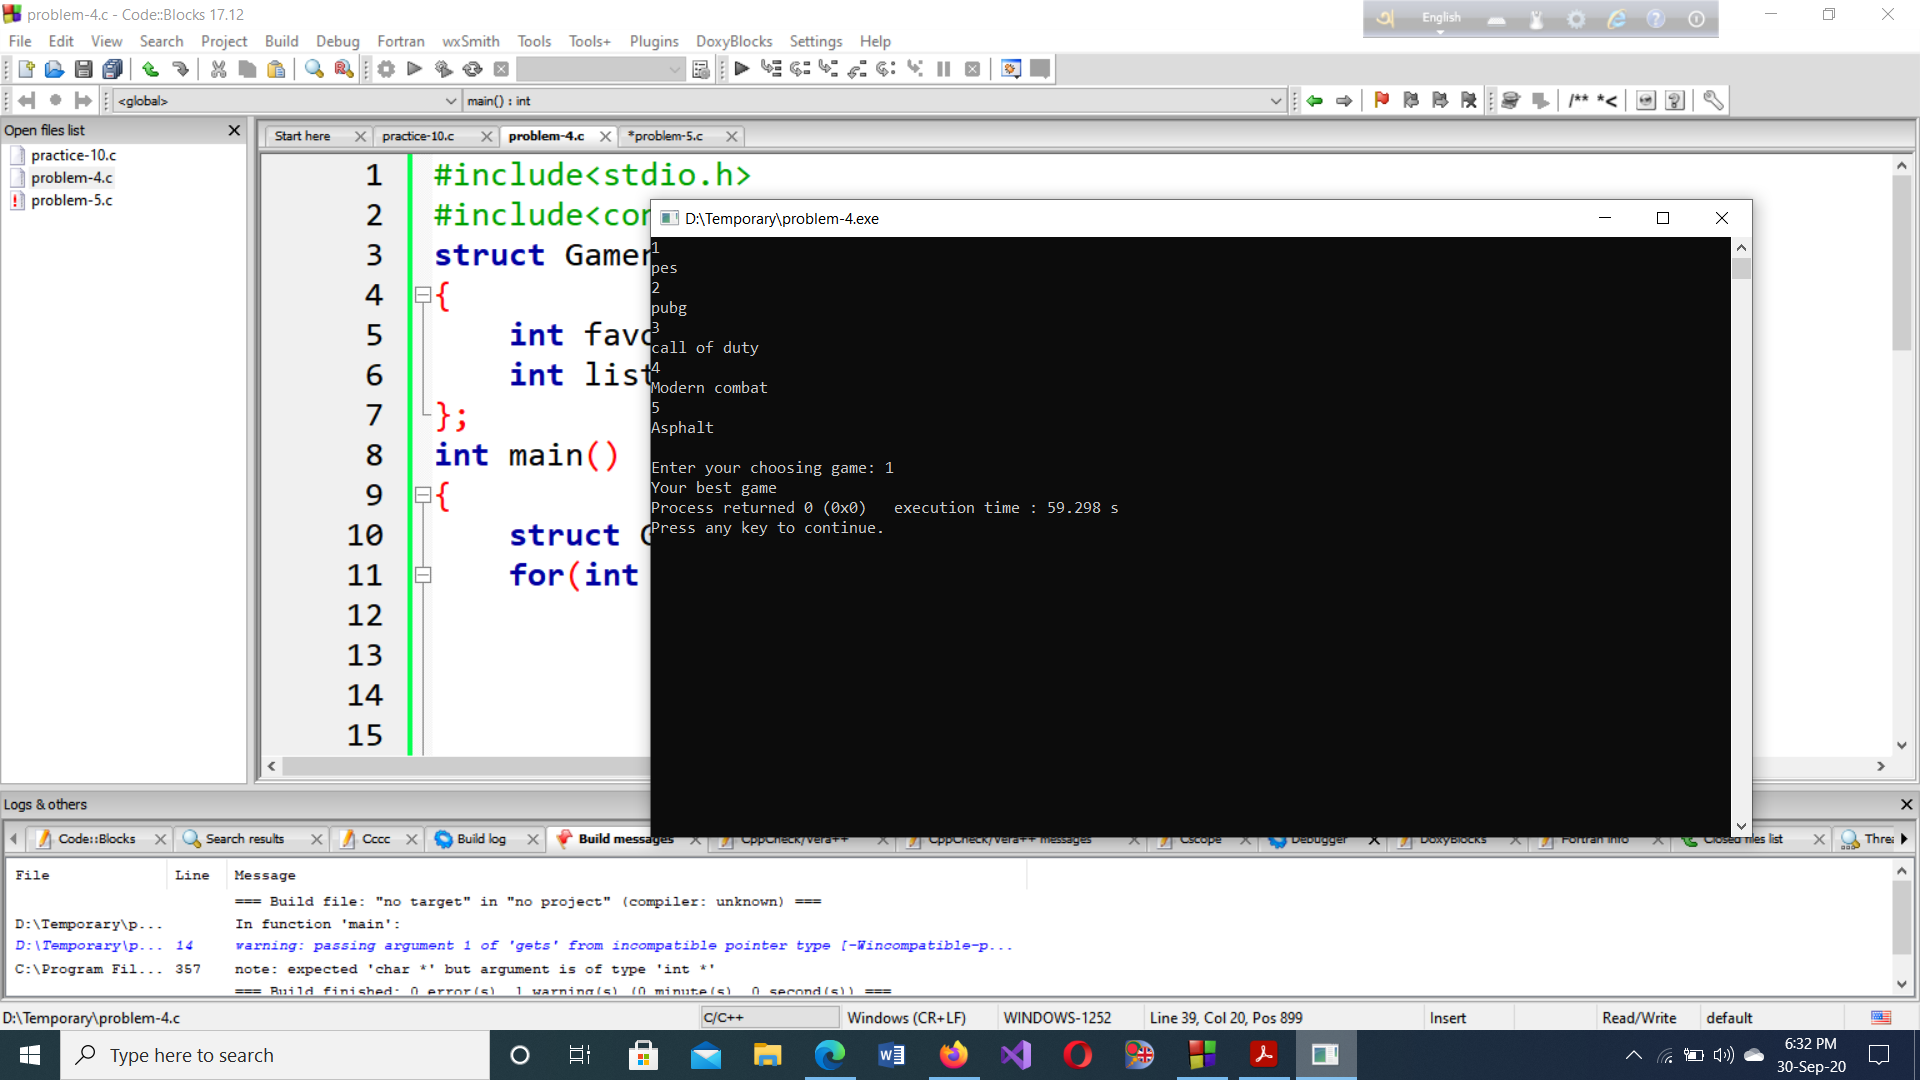 problem-4.c - Code::Blocks 17.12
English
File Edit View Search Project Build Debug Fortran wxSmith Tools Tools+ Plugins DoxyBlocks Settings Help
<global>
main() : int
/** *<
Open files list
Start here
practice-10.c
problem-4.c
*problem-5.c
practice-10.c
problem-4.c
problem-5.c
1 #include<stdio.h>
2 #include<cor
3 struct Gamer
4 {
5 int favo
6 int list
7 };
8 int main()
9 {
10 struct G
11 for(int
12
13
14
15
D:\Temporary\problem-4.exe
1
pes
2
pubg
3
call of duty
4
Modern combat
5
Asphalt
Enter your choosing game: 1
Your best game
Process returned 0 (0x0)   execution time : 59.298 s
Press any key to continue.
Logs & others
Code::Blocks
Search results
Cccc
Build log
Build messages
CppCheck/Vera++
CppCheck/Vera++ messages
Cscope
Debugger
DoxyBlocks
Fortran info
Closed files list
Threa
File Line Message
=== Build file: "no target" in "no project" (compiler: unknown) ===
D:\Temporary\p... In function 'main':
D:\Temporary\p... 14 warning: passing argument 1 of 'gets' from incompatible pointer type [-Wincompatible-p...
C:\Program Fil... 357 note: expected 'char *' but argument is of type 'int *'
=== Build finished: 0 error(s), 1 warning(s) (0 minute(s), 0 second(s)) ===
D:\Temporary\problem-4.c
C/C++
Windows (CR+LF)
WINDOWS-1252
Line 39, Col 20, Pos 899
Insert
Read/Write
default
Type here to search
6:32 PM
30-Sep-20